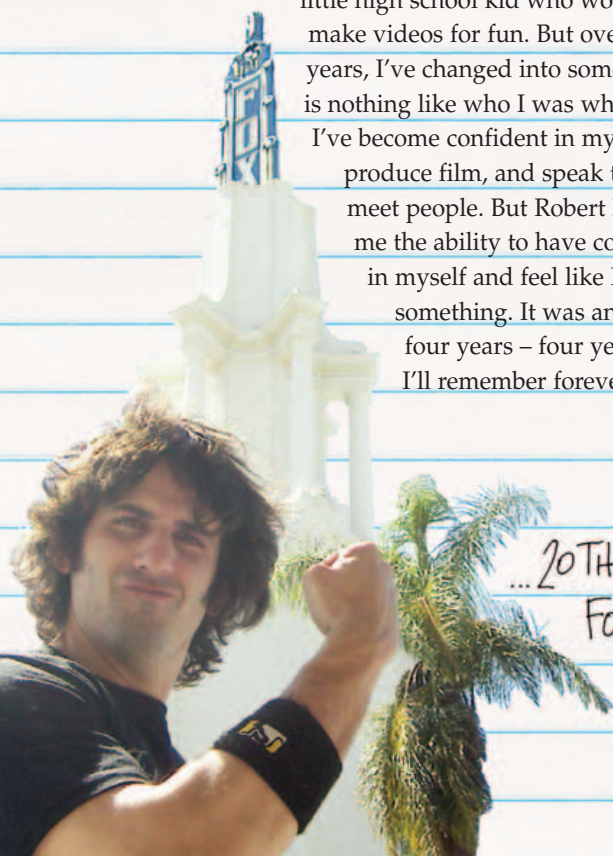 little high school kid who wo
make videos for fun. But ove
years, I've changed into som
is nothing like who I was wh
I've become confident in my
produce film, and speak t
meet people. But Robert
me the ability to have co
in myself and feel like I
something. It was an
four years – four ye
I'll remember foreve
FOX
...20TH
Fo